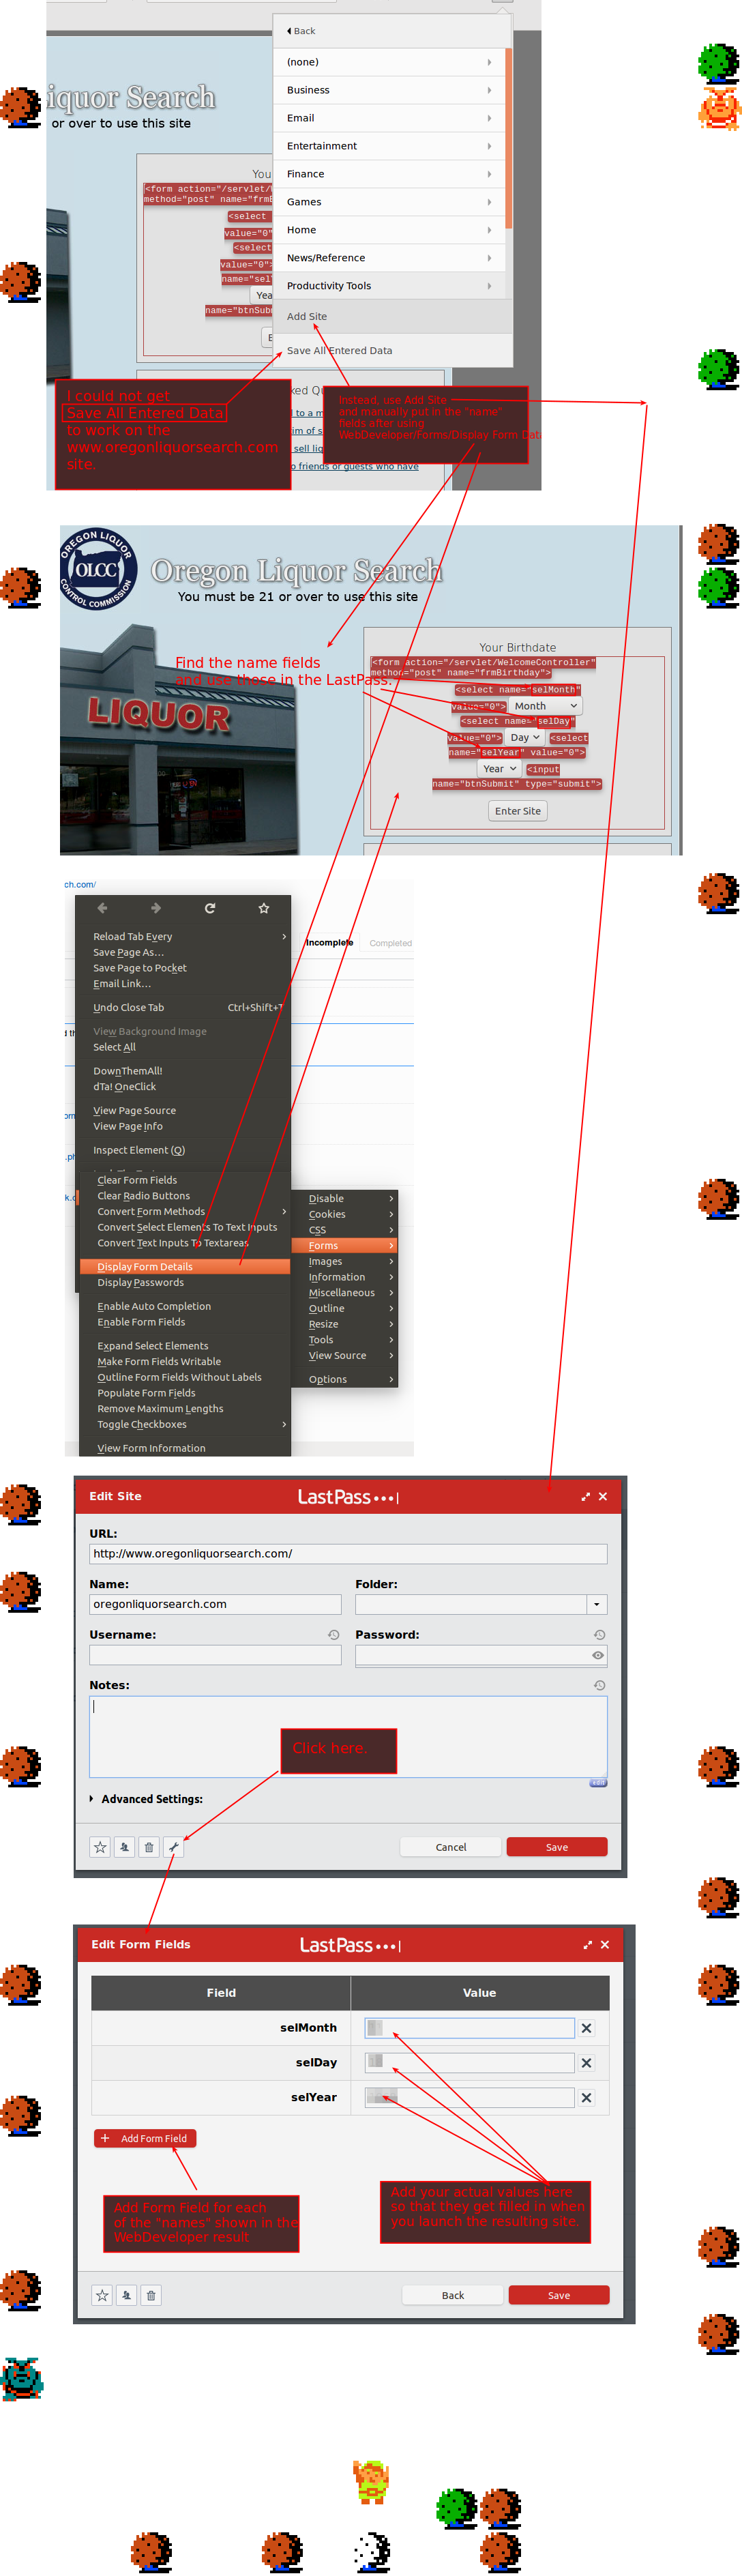 Back
(none)
Business
Email
Entertainment
Finance
Games
Home
News/Reference
Productivity Tools
Add Site
Save All Entered Data
iquor Search
or over to use this site
You
<form action="/servlet/
method="post" name="frmB
<select
value="0">
<select
value="0">
name="sel
Yea
name="btnSub
E
ked Qu
to a m
im of s
sell liq
o friends or guests who have
I could not get
Save All Entered Data
to work on the
www.oregonliquorsearch.com
site.
Instead, use Add Site
and manually put in the "name"
fields after using
WebDeveloper/Forms/Display Form Data
OREGON LIQUOR
OLCC
CONTROL COMMISSION
Oregon Liquor Search
You must be 21 or over to use this site
LIQUOR
Find the name fields
and use these in the LastPass.
Your Birthdate
<form action="/servlet/WelcomeController"
method="post" name="frmBirthday">
<select name="selMonth"
value="0"> Month
<select name="selDay"
value="0"> Day <select
name="selYear" value="0">
Year <input
name="btnSubmit" type="submit">
Enter Site
ch.com/
Incomplete
Completed
Reload Tab Every
Save Page As...
Save Page to Pocket
Email Link...
Undo Close Tab Ctrl+Shift+T
View Background Image
Select All
DownThemAll!
dTa! OneClick
View Page Source
View Page Info
Inspect Element (Q)
Clear Form Fields
Clear Radio Buttons
Convert Form Methods
Convert Select Elements To Text Inputs
Convert Text Inputs To Textareas
Display Form Details
Display Passwords
Enable Auto Completion
Enable Form Fields
Expand Select Elements
Make Form Fields Writable
Outline Form Fields Without Labels
Populate Form Fields
Remove Maximum Lengths
Toggle Checkboxes
View Form Information
Disable
Cookies
CSS
Forms
Images
Information
Miscellaneous
Outline
Resize
Tools
View Source
Options
Edit Site
LastPass •••|
URL:
http://www.oregonliquorsearch.com/
Name:
Folder:
oregonliquorsearch.com
Username:
Password:
Notes:
Click here.
edit
Advanced Settings:
Cancel
Save
Edit Form Fields
LastPass •••|
Field
Value
selMonth
selDay
selYear
+ Add Form Field
Add Form Field for each
of the "names" shown in the
WebDeveloper result
Add your actual values here
so that they get filled in when
you launch the resulting site.
Back
Save